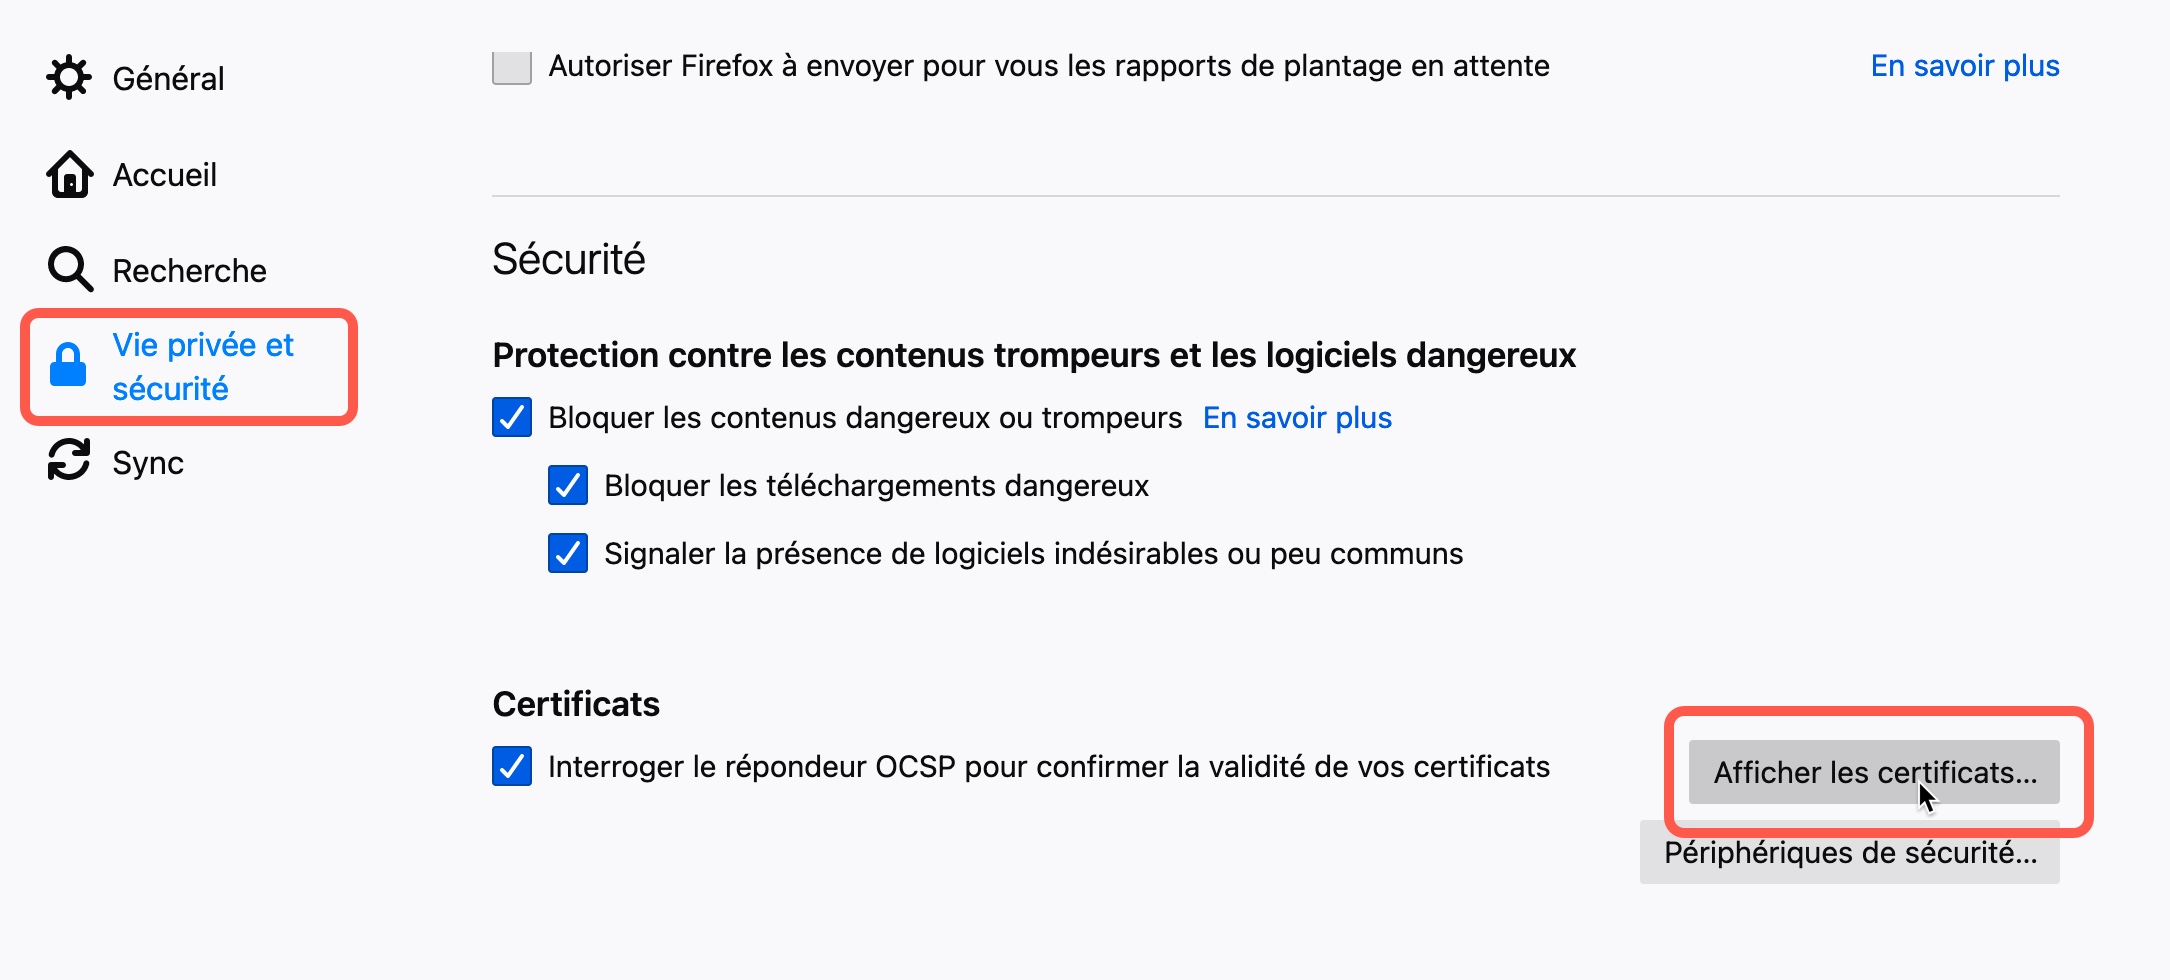 Général
Accueil
Recherche
Vie privée et
sécurité
Sync
Autoriser Firefox à envoyer pour vous les rapports de plantage en attente
En savoir plus
Sécurité
Protection contre les contenus trompeurs et les logiciels dangereux
Bloquer les contenus dangereux ou trompeurs En savoir plus
Bloquer les téléchargements dangereux
Signaler la présence de logiciels indésirables ou peu communs
Certificats
Interroger le répondeur OCSP pour confirmer la validité de vos certificats
Afficher les certificats...
Périphériques de sécurité...